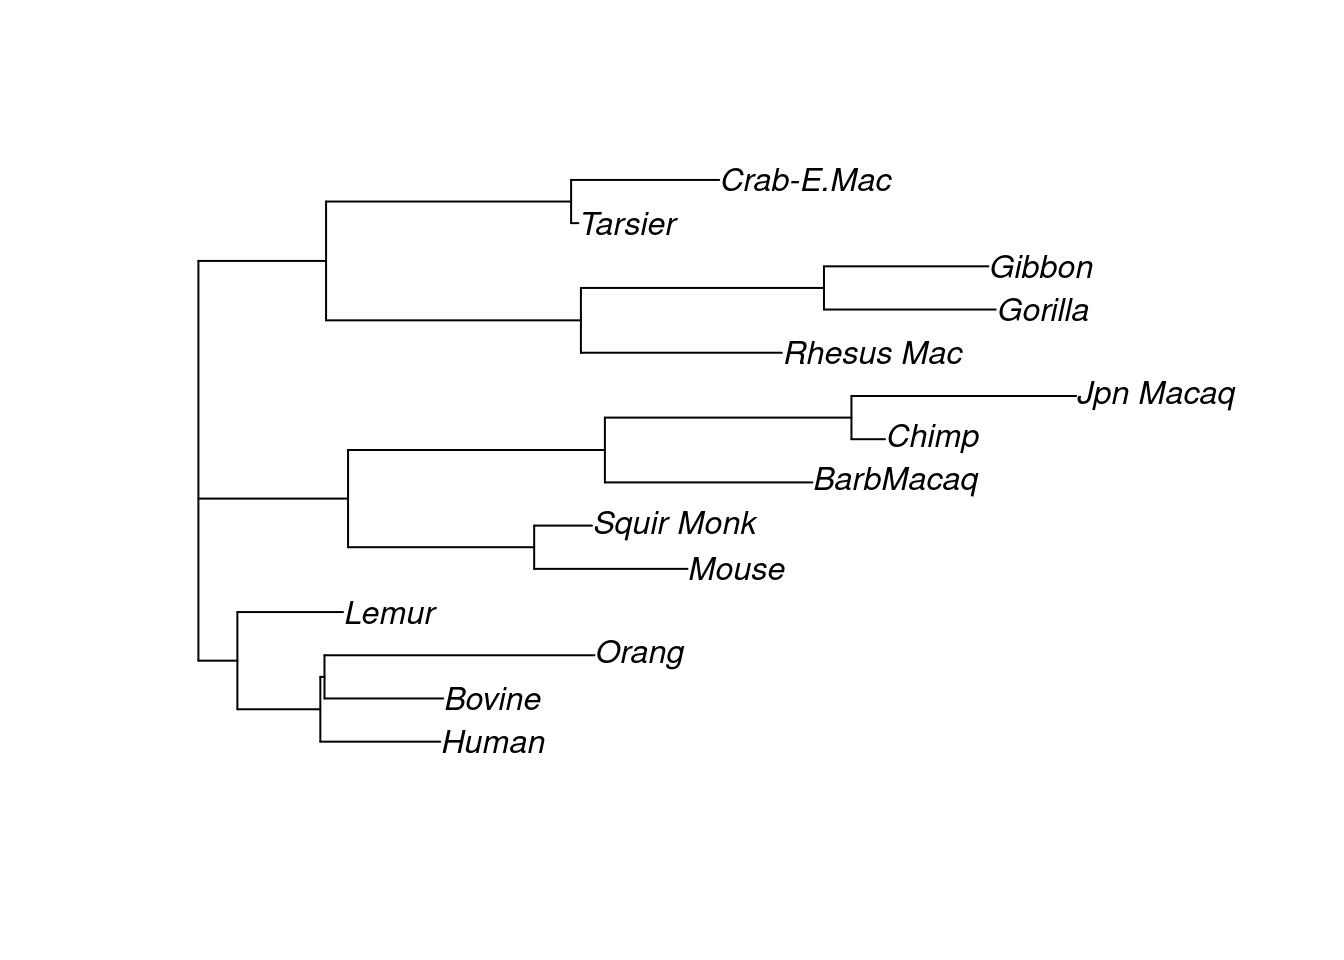 Crab-E.Mac
Tarsier
Gibbon
Gorilla
Rhesus Mac
Jpn Macaq
Chimp
BarbMacaq
Squir Monk
Mouse
Lemur
Orang
Bovine
Human